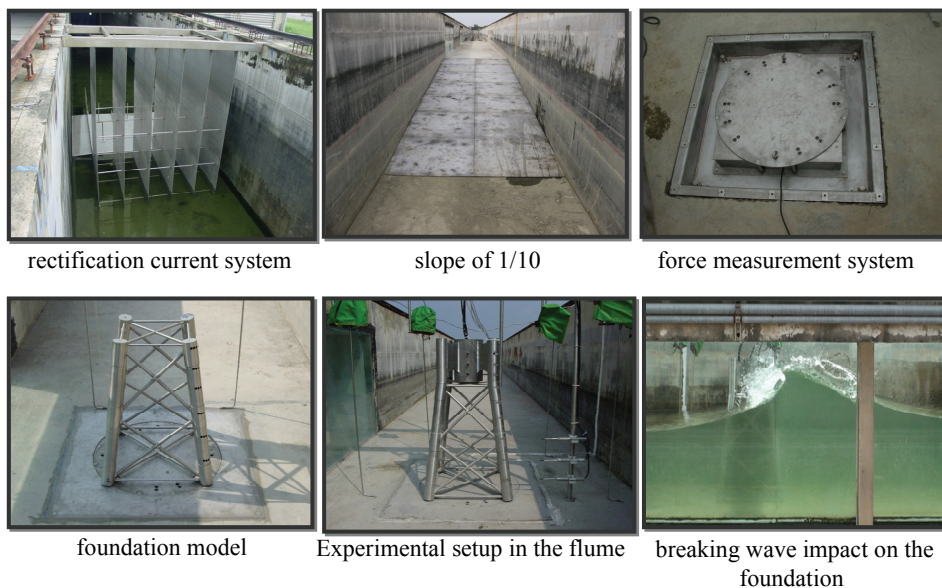 rectification current system
slope of 1/10
force measurement system
foundation model
Experimental setup in the flume
breaking wave impact on the
foundation